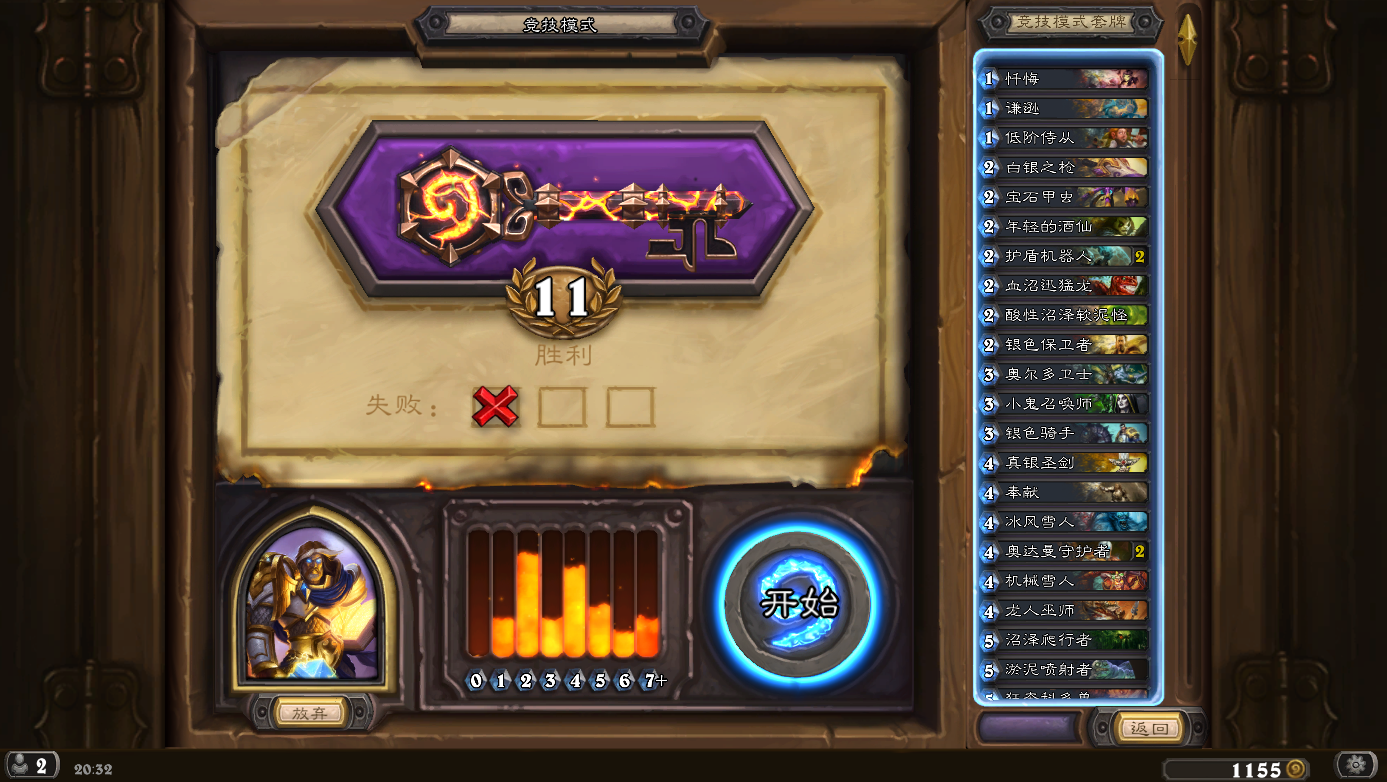 竞技模式
11
胜利
失败：
0 1 2 3 4 5 6 7+
开始
放弃
竞技模式套牌
1 忏悔
1 谦逊
1 低阶侍从
2 白银之枪
2 宝石甲虫
2 年轻的酒仙
2 护盾机器人 2
2 血沼迅猛龙
2 酸性沼泽软泥怪
2 银色保卫者
3 奥尔多卫士
3 小鬼召唤师
3 银色骑手
4 真银圣剑
4 奉献
4 冰风雪人
4 奥达曼守护者 2
4 机械雪人
4 龙人巫师
5 沼泽爬行者
5 淤泥喷射者
返回
2
20:32
1155